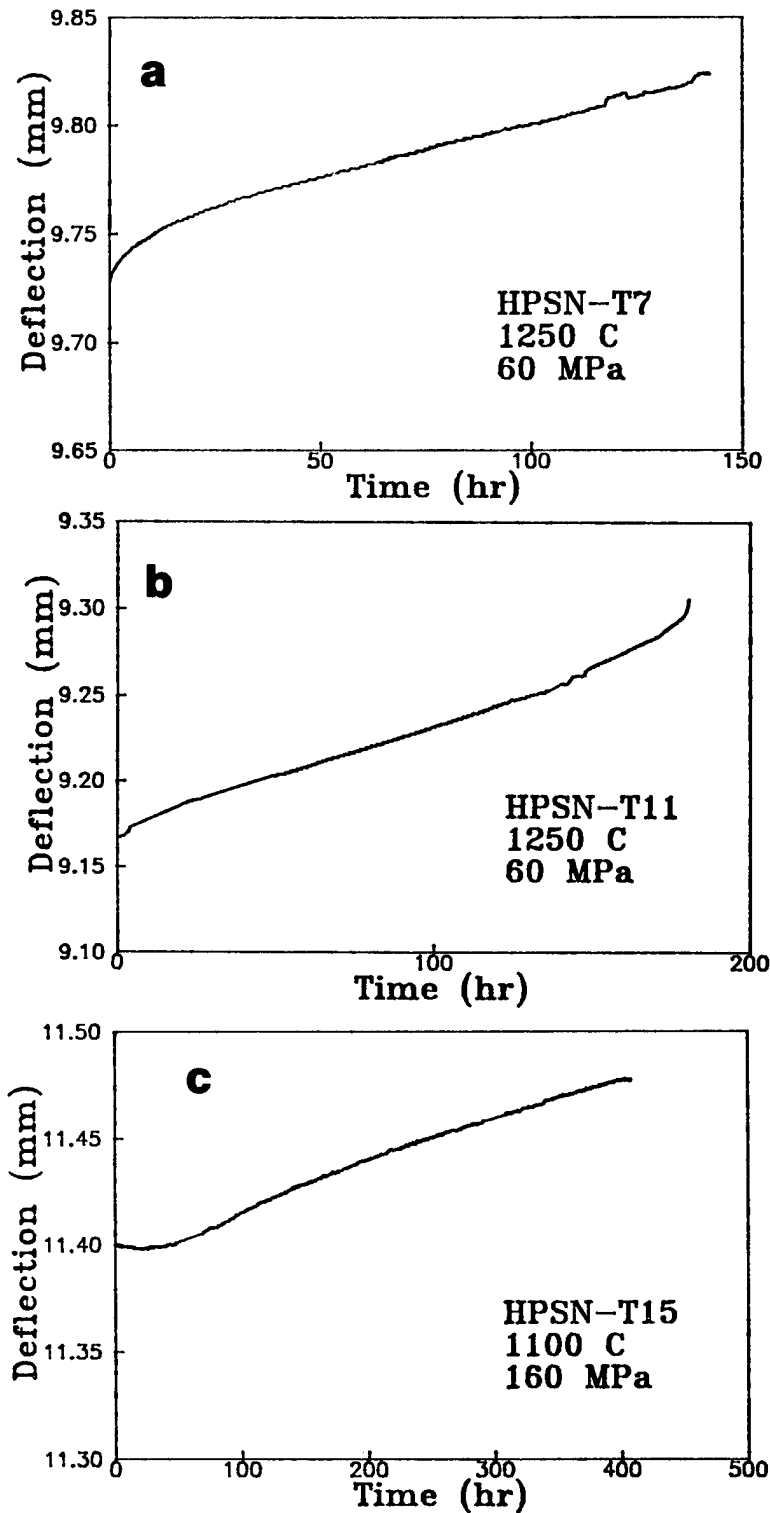 a
Deflection (mm)
9.85
9.80
9.75
9.70
9.65
HPSN-T7
1250 C
60 MPa
0 50 100 150
Time (hr)
b
Deflection (mm)
9.35
9.30
9.25
9.20
9.15
9.10
HPSN-T11
1250 C
60 MPa
0 100 200
Time (hr)
c
Deflection (mm)
11.50
11.45
11.40
11.35
11.30
HPSN-T15
1100 C
160 MPa
0 100 200 300 400 500
Time (hr)